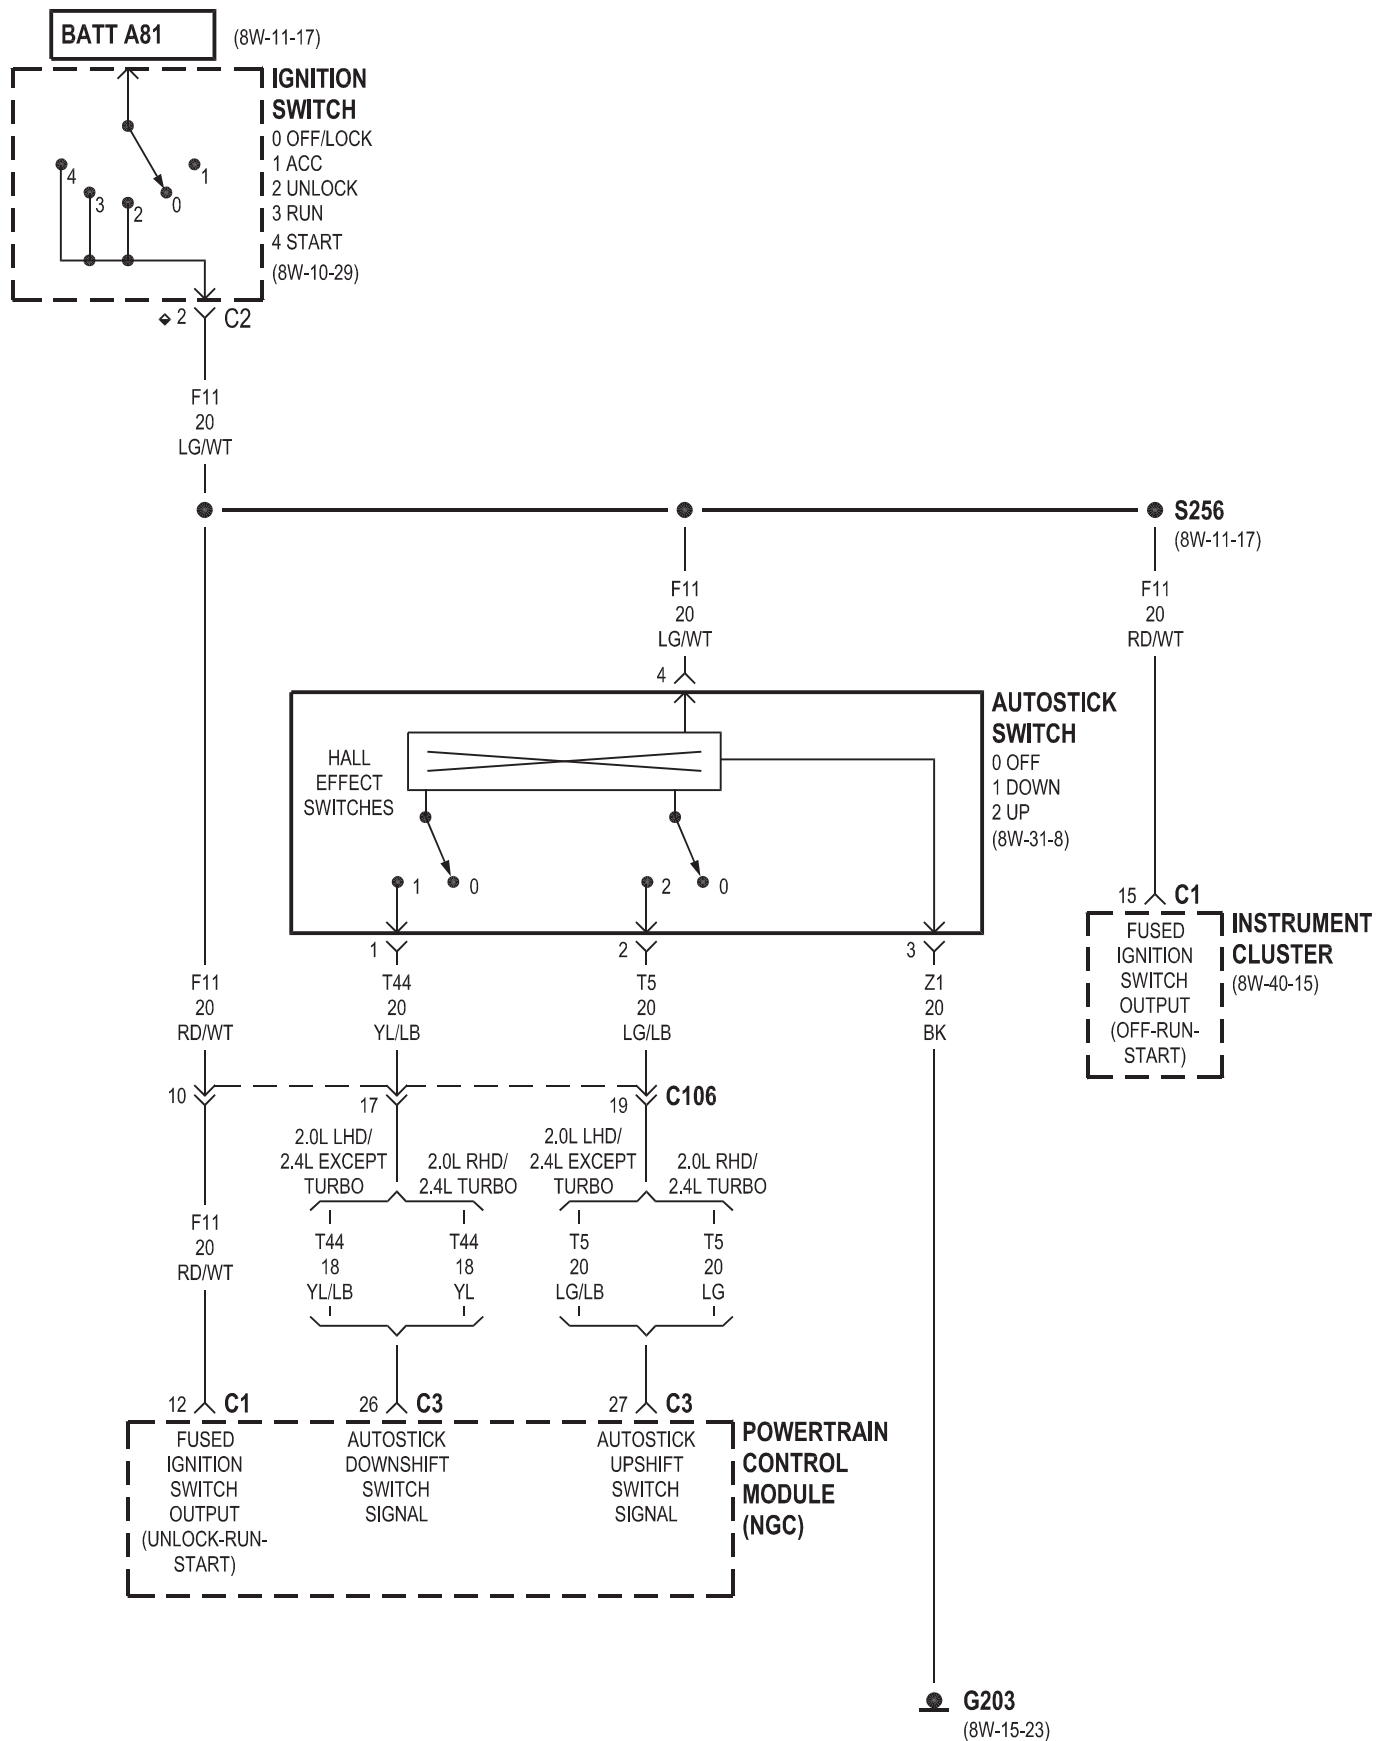 BATT A81
(8W-11-17)
IGNITION
SWITCH
0 OFF/LOCK
1 ACC
2 UNLOCK
3 RUN
4 START
(8W-10-29)
4
3
2
0
1
2
C2
F11
20
LG/WT
S256
(8W-11-17)
F11
20
LG/WT
4
F11
20
RD/WT
AUTOSTICK
SWITCH
0 OFF
1 DOWN
2 UP
(8W-31-8)
HALL
EFFECT
SWITCHES
1
0
2
0
15
C1
INSTRUMENT
CLUSTER
(8W-40-15)
FUSED
IGNITION
SWITCH
OUTPUT
(OFF-RUN-
START)
1
2
3
F11
20
RD/WT
T44
20
YL/LB
T5
20
LG/LB
Z1
20
BK
10
17
19
C106
2.0L LHD/
2.4L EXCEPT
TURBO
2.0L RHD/
2.4L TURBO
2.0L LHD/
2.4L EXCEPT
TURBO
2.0L RHD/
2.4L TURBO
F11
20
RD/WT
T44
18
YL/LB
T44
18
YL
T5
20
LG/LB
T5
20
LG
12
C1
26
C3
27
C3
FUSED
IGNITION
SWITCH
OUTPUT
(UNLOCK-RUN-
START)
AUTOSTICK
DOWNSHIFT
SWITCH
SIGNAL
AUTOSTICK
UPSHIFT
SWITCH
SIGNAL
POWERTRAIN
CONTROL
MODULE
(NGC)
G203
(8W-15-23)